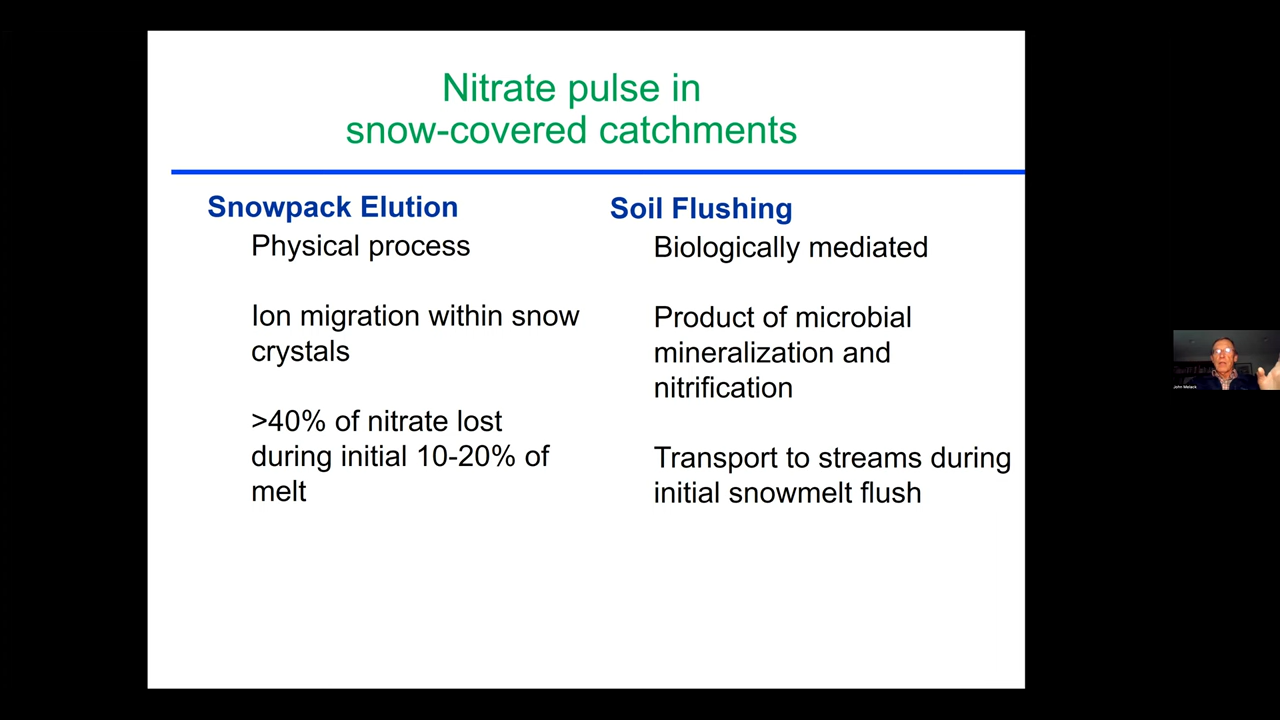 Nitrate pulse in
snow-covered catchments
Snowpack Elution
Physical process
Ion migration within snow
crystals
>40% of nitrate lost
during initial 10-20% of
melt
Soil Flushing
Biologically mediated
Product of microbial
mineralization and
nitrification
Transport to streams during
initial snowmelt flush
John Melack